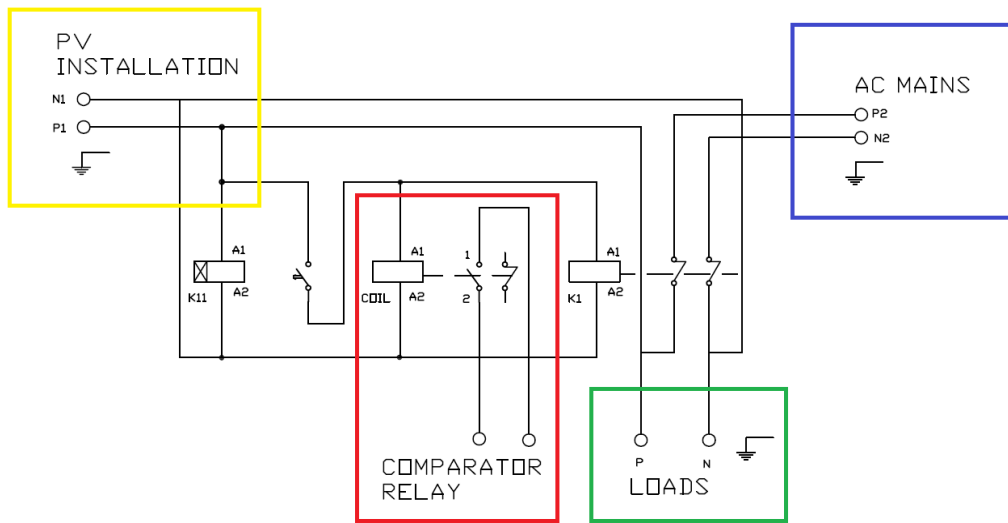 PV
INSTALLATION
N1
P1
AC MAINS
P2
N2
A1
A2
K11
A1
A2
COIL
1
2
A1
A2
K1
COMPARATOR
RELAY
P
N
LOADS